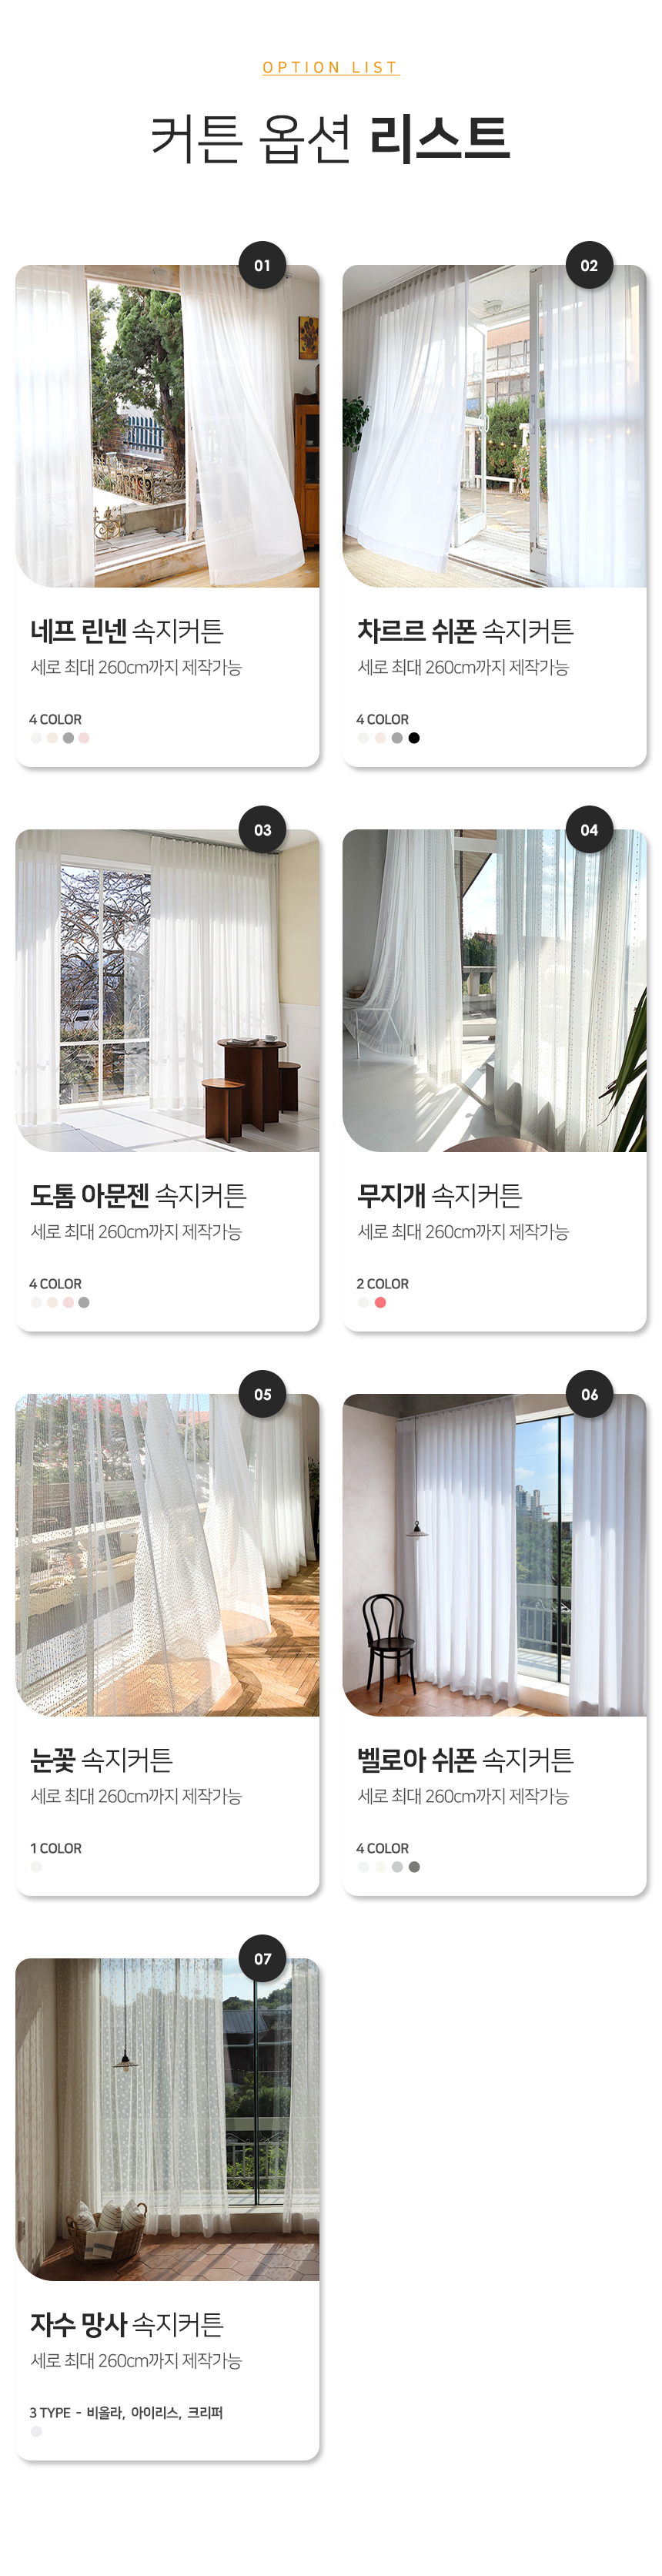 OPTION LIST
커튼 옵션 리스트
01
네프 린넨 속지커튼
세로 최대 260cm까지 제작가능
4 COLOR
02
차르르 쉬폰 속지커튼
세로 최대 260cm까지 제작가능
4 COLOR
03
도톰 아문젠 속지커튼
세로 최대 260cm까지 제작가능
4 COLOR
04
무지개 속지커튼
세로 최대 260cm까지 제작가능
2 COLOR
05
눈꽃 속지커튼
세로 최대 260cm까지 제작가능
1 COLOR
06
벨로아 쉬폰 속지커튼
세로 최대 260cm까지 제작가능
4 COLOR
07
자수 망사 속지커튼
세로 최대 260cm까지 제작가능
3 TYPE - 비올라, 아이리스, 크리퍼